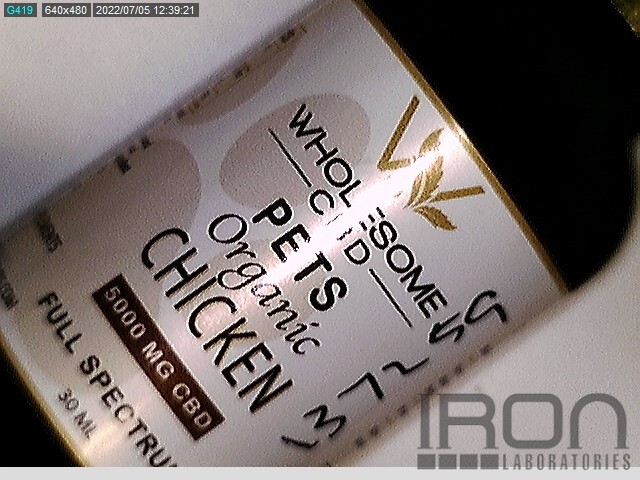 G419 640x480 2022/07/05 12:39:21
WHOLESOME
CBD
PETS
Organic
CHICKEN
5000 MG CBD
FULL SPECTRU
30 ML
IRON
LABORATORIES